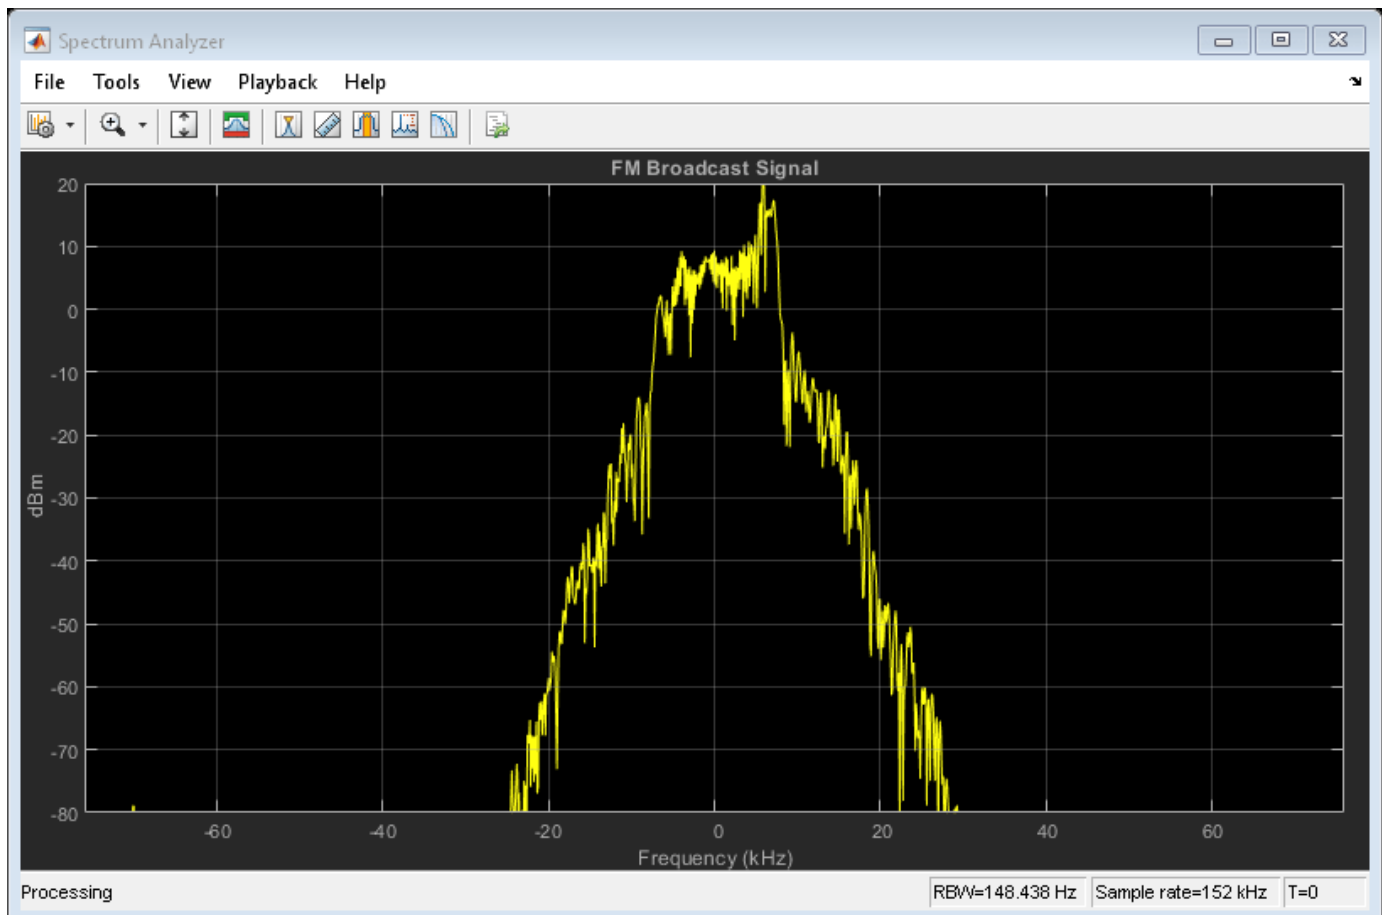 Spectrum Analyzer
File Tools View Playback Help
FM Broadcast Signal
20
10
0
-10
-20
-30
-40
-50
-60
-70
-80
dBm
-60 -40 -20 0 20 40 60
Frequency (kHz)
Processing RBW=148.438 Hz Sample rate=152 kHz T=0